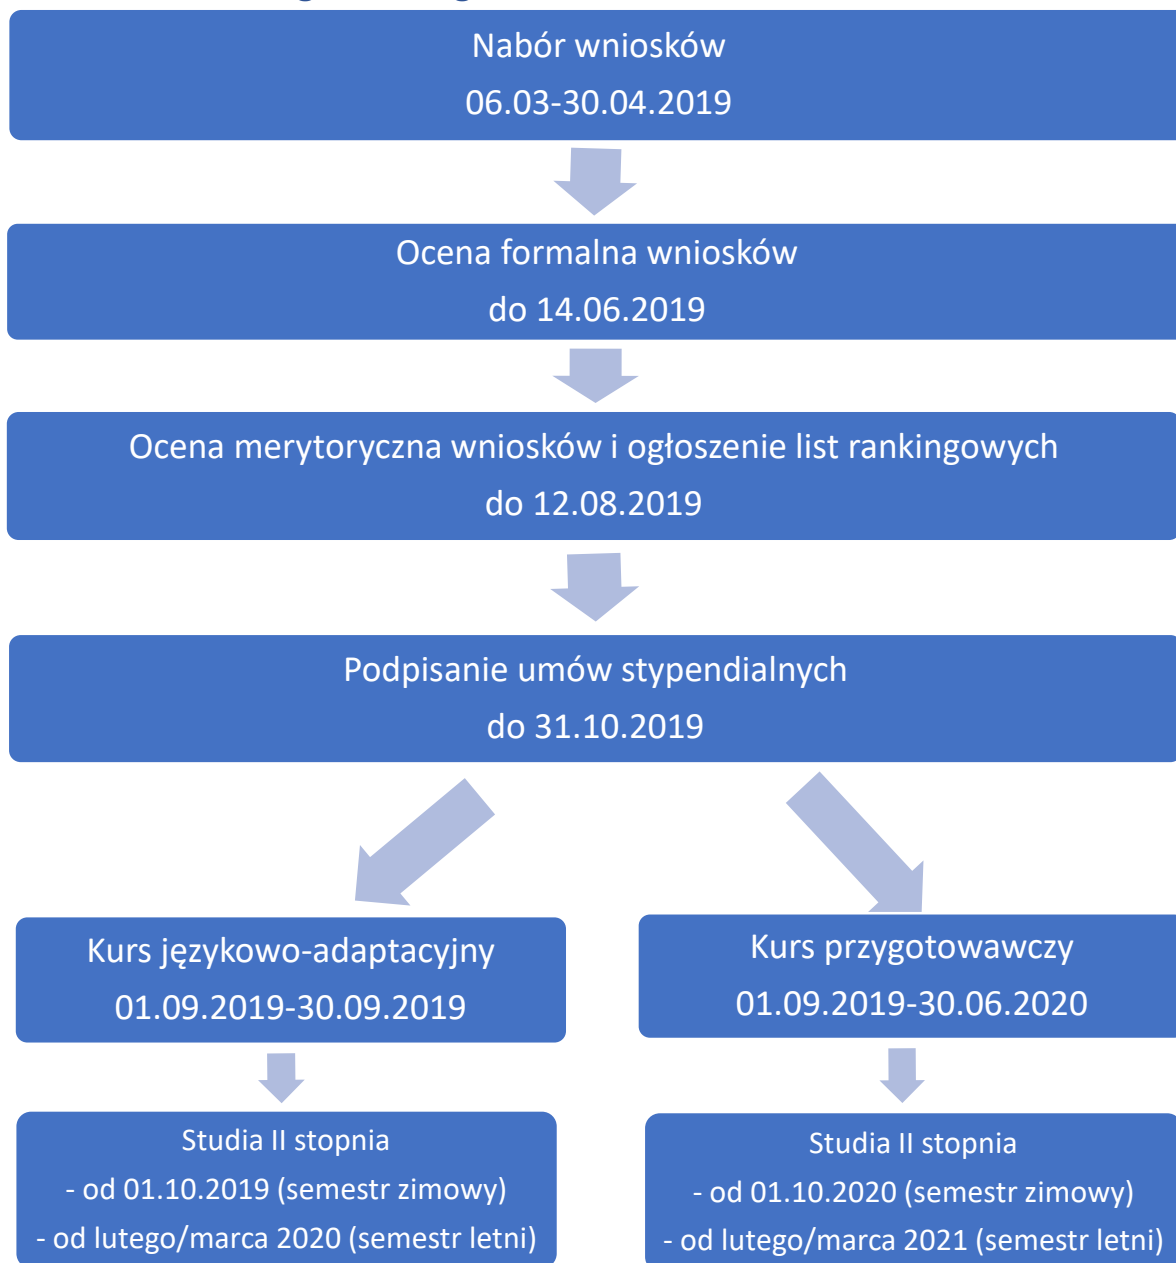 Nabór wniosków
06.03-30.04.2019
Ocena formalna wniosków
do 14.06.2019
Ocena merytoryczna wniosków i ogłoszenie list rankingowych
do 12.08.2019
Podpisanie umów stypendialnych
do 31.10.2019
Kurs językowo-adaptacyjny
01.09.2019-30.09.2019
Kurs przygotowawczy
01.09.2019-30.06.2020
Studia II stopnia
- od 01.10.2019 (semestr zimowy)
- od lutego/marca 2020 (semestr letni)
Studia II stopnia
- od 01.10.2020 (semestr zimowy)
- od lutego/marca 2021 (semestr letni)